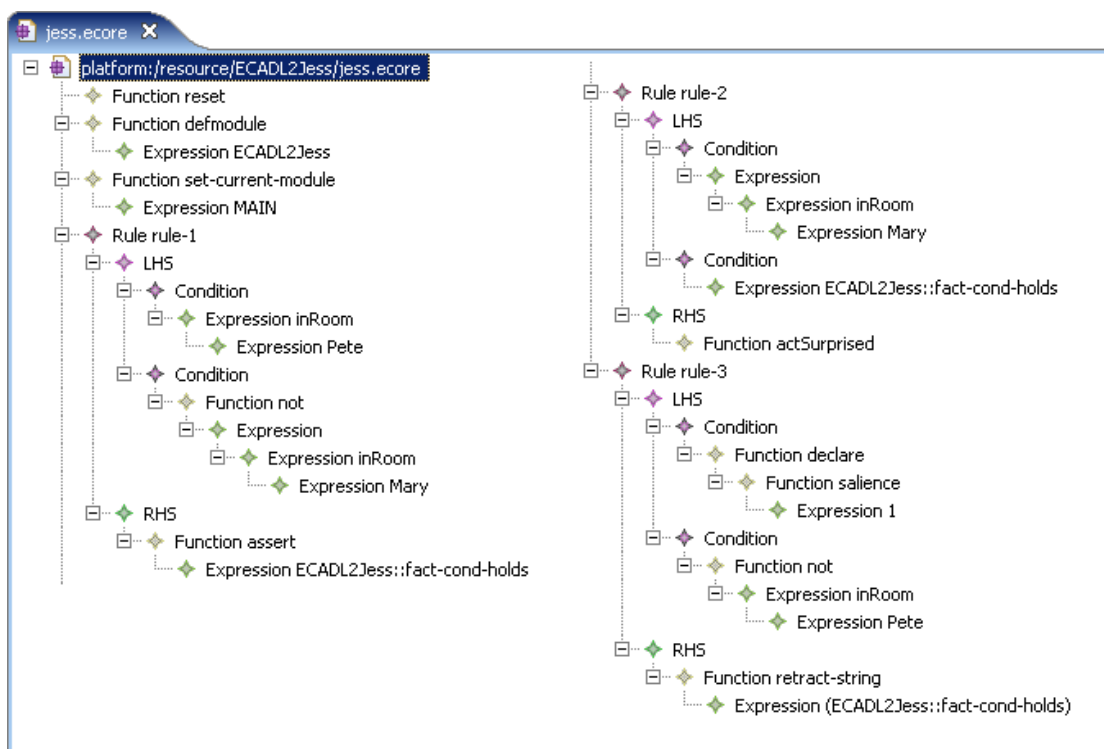 jess.ecore
platform:/resource/ECADL2Jess/jess.ecore
Function reset
Function defmodule
Expression ECADL2Jess
Function set-current-module
Expression MAIN
Rule rule-1
LHS
Condition
Expression inRoom
Expression Pete
Condition
Function not
Expression
Expression inRoom
Expression Mary
RHS
Function assert
Expression ECADL2Jess::fact-cond-holds
Rule rule-2
LHS
Condition
Expression
Expression inRoom
Expression Mary
Condition
Expression ECADL2Jess::fact-cond-holds
RHS
Function actSurprised
Rule rule-3
LHS
Condition
Function declare
Function salience
Expression 1
Condition
Function not
Expression inRoom
Expression Pete
RHS
Function retract-string
Expression (ECADL2Jess::fact-cond-holds)